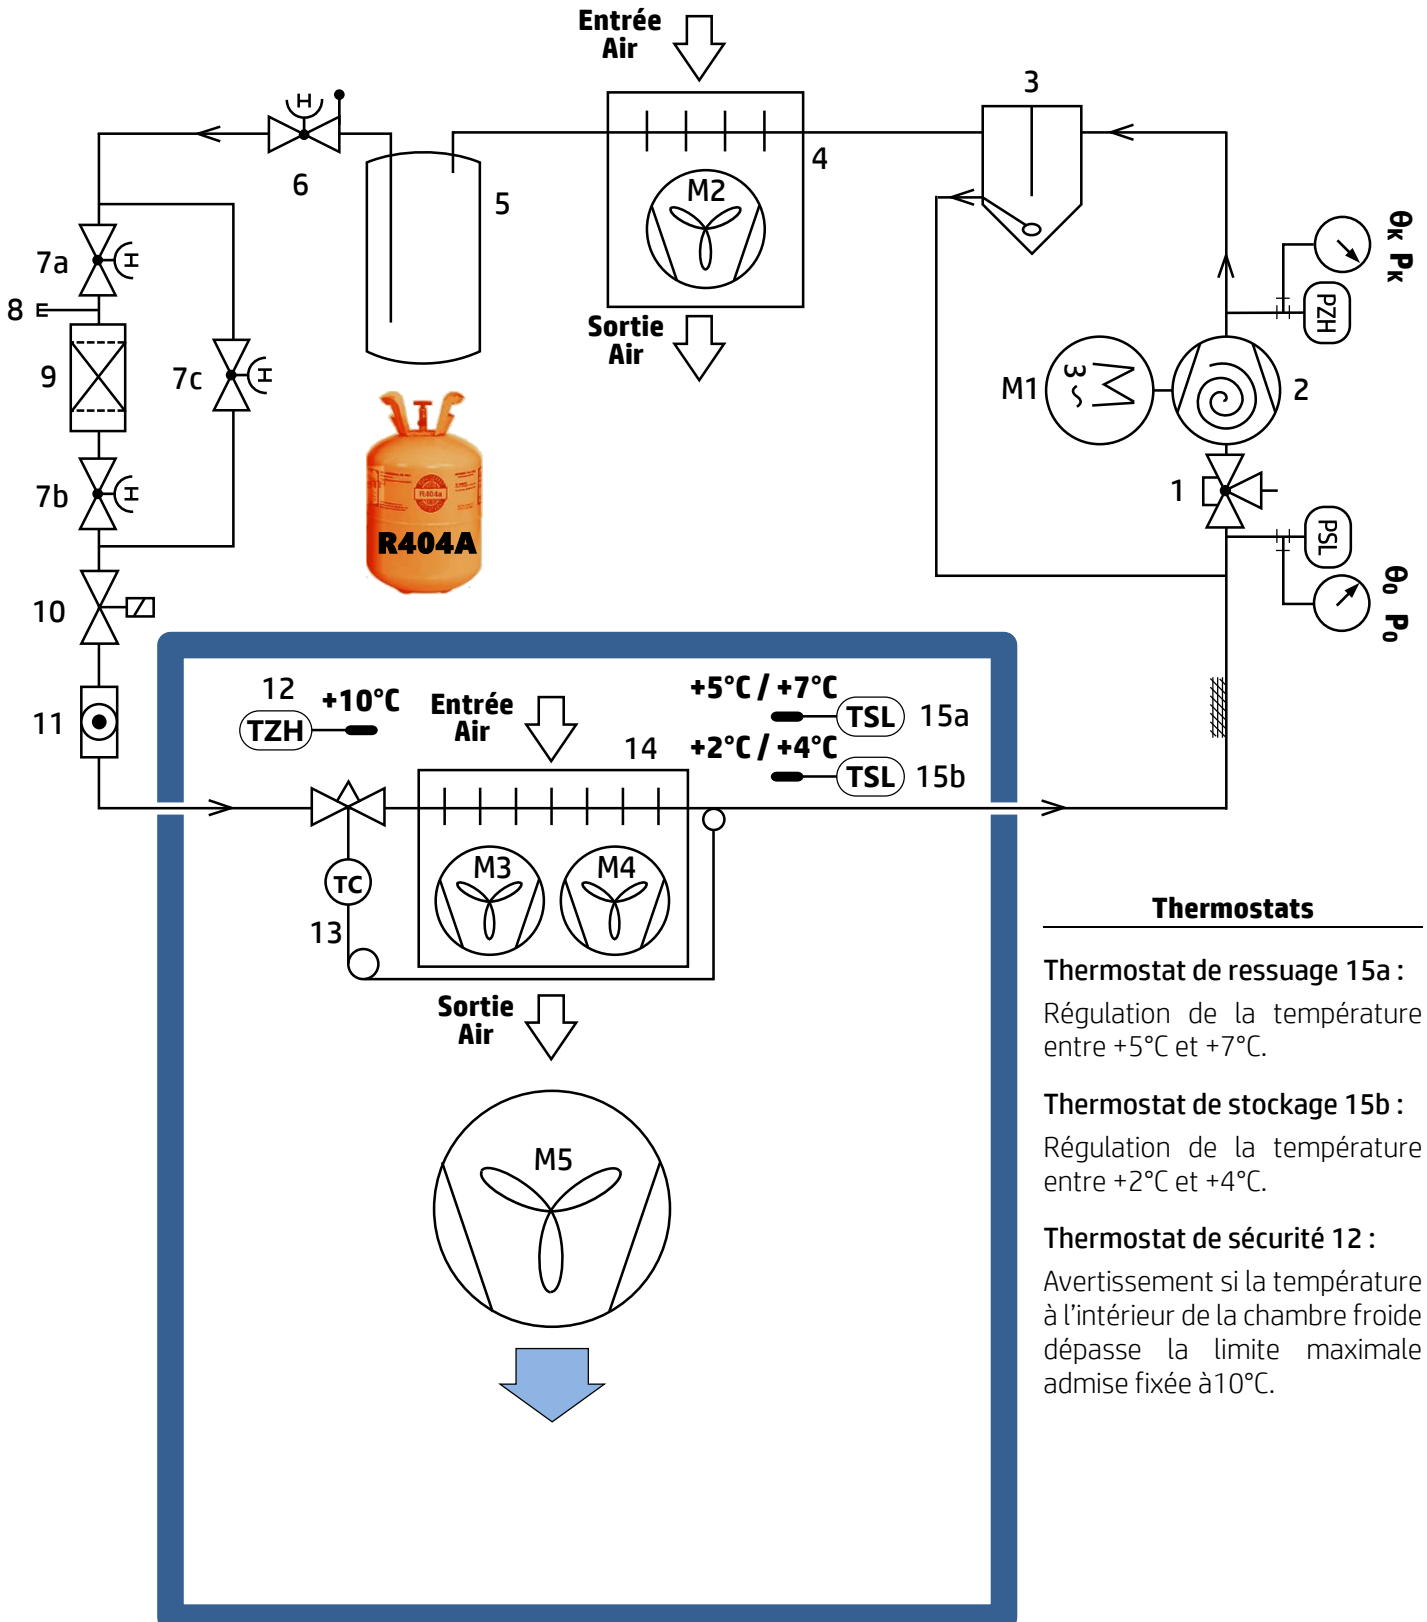 Entrée
Air
3
H
6
4
M2
5
θK PK
7a
H
8
PZH
Sortie
Air
9
7c
H
M1
3
~
M
2
R404a
7b
H
1
PSL
R404A
10
θ0 P0
12
+10°C
TZH
Entrée
Air
+5°C / +7°C
TSL
15a
11
14
+2°C / +4°C
TSL
15b
M3
M4
TC
13
Sortie
Air
M5
Thermostats
Thermostat de ressuage 15a :
Régulation de la température
entre +5°C et +7°C.
Thermostat de stockage 15b :
Régulation de la température
entre +2°C et +4°C.
Thermostat de sécurité 12 :
Avertissement si la température
à l'intérieur de la chambre froide
dépasse la limite maximale
admise fixée à10°C.